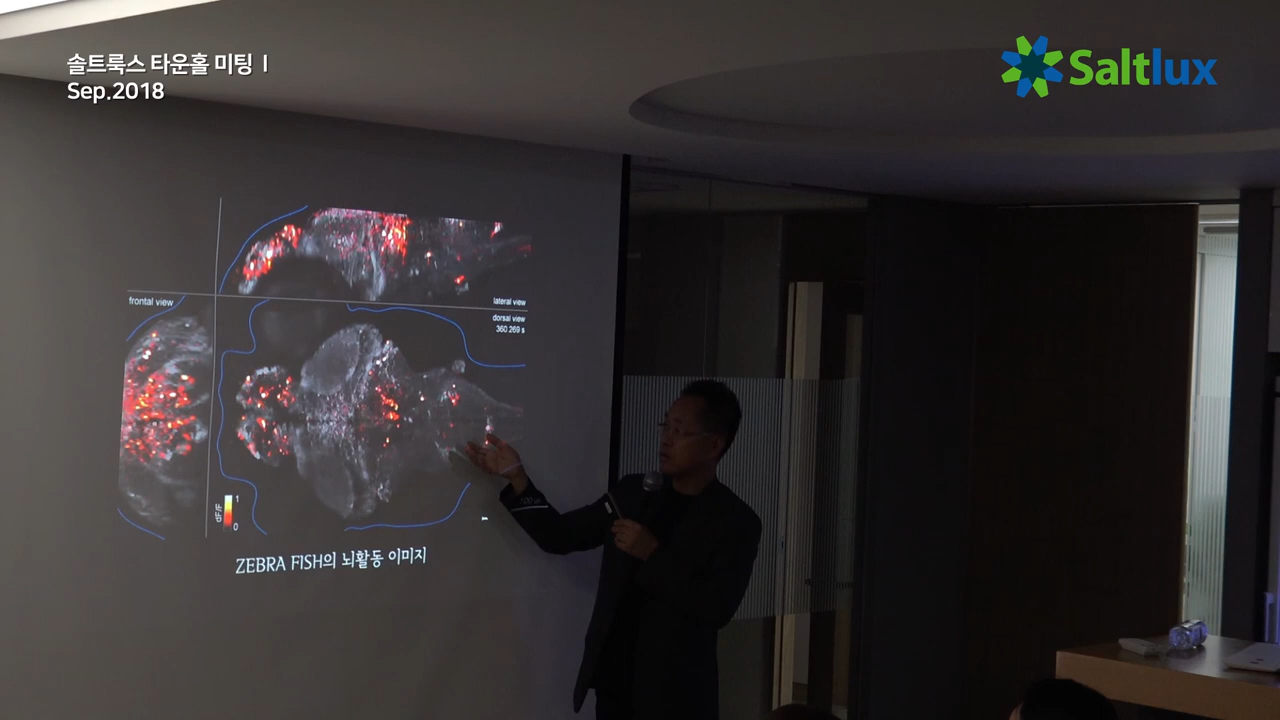 솔트룩스 타운홀 미팅 I
Sep.2018
Saltlux
frontal view
lateral view
dorsal view
360.269 s
dF/F
1
0
ZEBRA FISH의 뇌활동 이미지